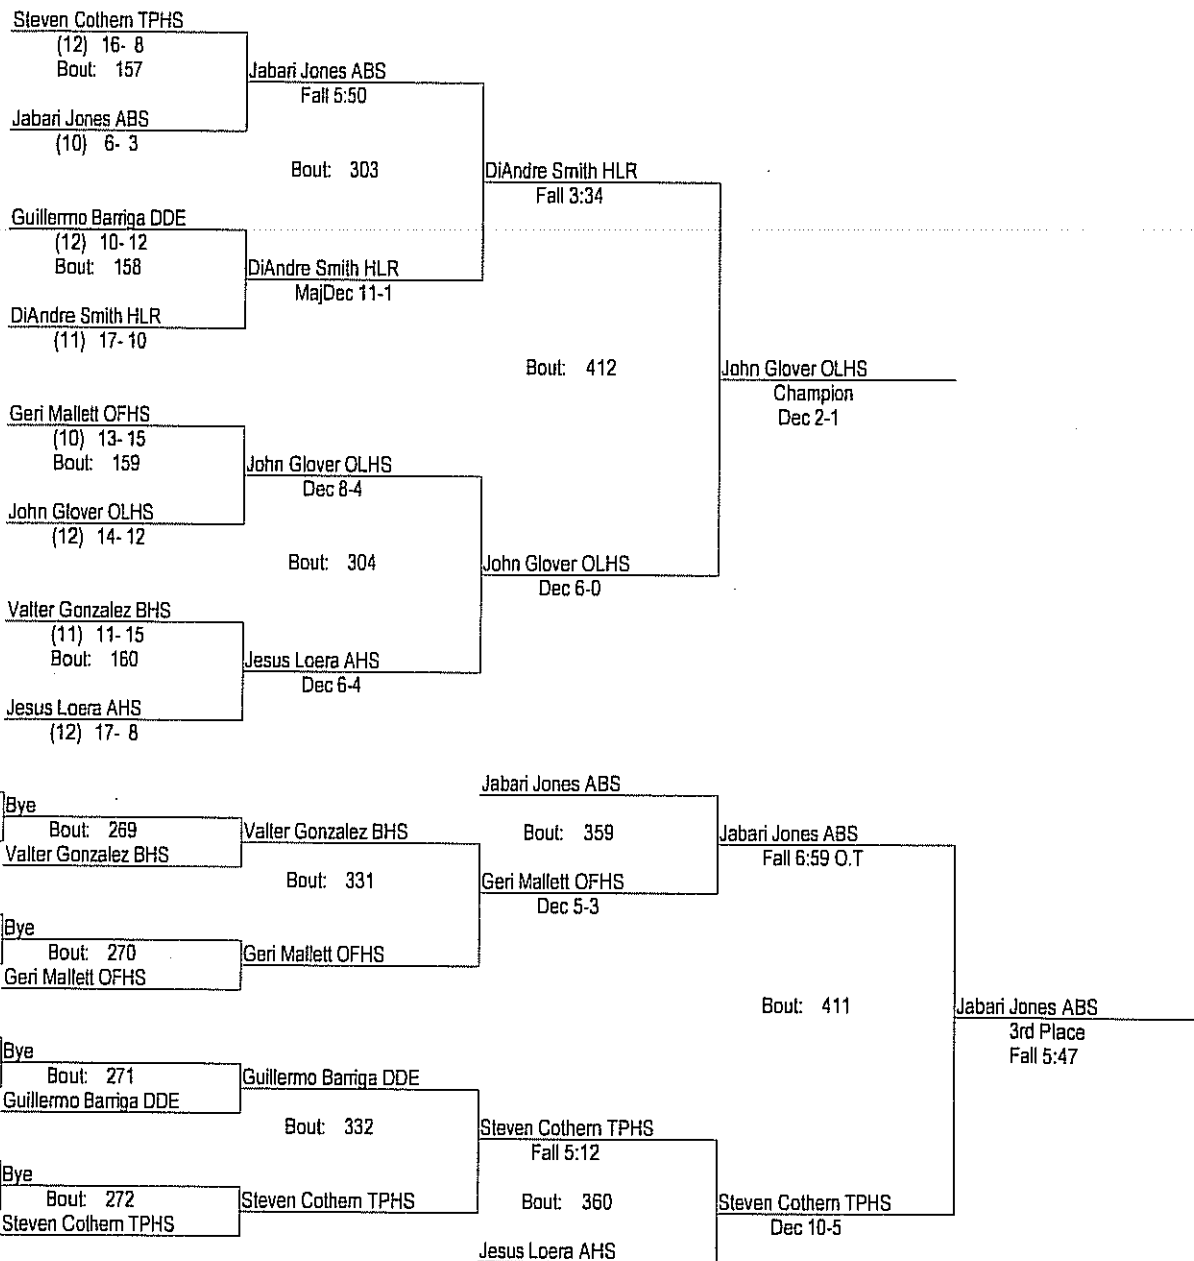 Steven Cothern TPHS
(12) 16- 8
Bout: 157
Jabari Jones ABS
Fall 5:50
Jabari Jones ABS
(10) 6- 3
Bout: 303
DiAndre Smith HLR
Fall 3:34
Guillermo Barriga DDE
(12) 10-12
Bout: 158
DiAndre Smith HLR
MajDec 11-1
DiAndre Smith HLR
(11) 17-10
Bout: 412
John Glover OLHS
Champion
Dec 2-1
Geri Mallett OFHS
(10) 13-15
Bout: 159
John Glover OLHS
Dec 8-4
John Glover OLHS
(12) 14-12
Bout: 304
John Glover OLHS
Dec 6-0
Valter Gonzalez BHS
(11) 11-15
Bout: 160
Jesus Loera AHS
Dec 6-4
Jesus Loera AHS
(12) 17- 8
Jabari Jones ABS
Bye
Bout: 269
Valter Gonzalez BHS
Valter Gonzalez BHS
Bout: 359
Jabari Jones ABS
Fall 6:59 O.T
Bout: 331
Geri Mallett OFHS
Dec 5-3
Bye
Bout: 270
Geri Mallett OFHS
Geri Mallett OFHS
Bout: 411
Jabari Jones ABS
3rd Place
Fall 5:47
Bye
Bout: 271
Guillermo Barriga DDE
Guillermo Barriga DDE
Bout: 332
Steven Cothern TPHS
Fall 5:12
Bye
Bout: 272
Steven Cothern TPHS
Steven Cothern TPHS
Bout: 360
Steven Cothern TPHS
Dec 10-5
Jesus Loera AHS